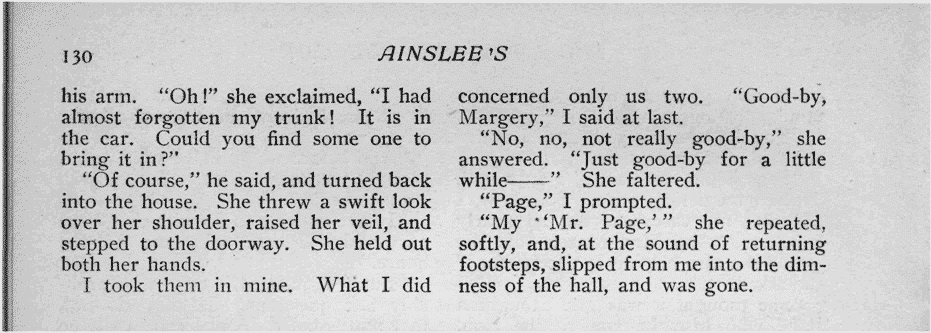 130
AINSLEE'S
his arm. "Oh!" she exclaimed, "I had
almost forgotten my trunk! It is in
the car. Could you find some one to
bring it in?"
"Of course," he said, and turned back
into the house. She threw a swift look
over her shoulder, raised her veil, and
stepped to the doorway. She held out
both her hands.
I took them in mine. What I did
concerned only us two. "Good-by,
Margery," I said at last.
"No, no, not really good-by," she
answered. "Just good-by for a little
while——" She faltered.
"Page," I prompted.
"My 'Mr. Page,'" she repeated,
softly, and, at the sound of returning
footsteps, slipped from me into the dim-
ness of the hall, and was gone.